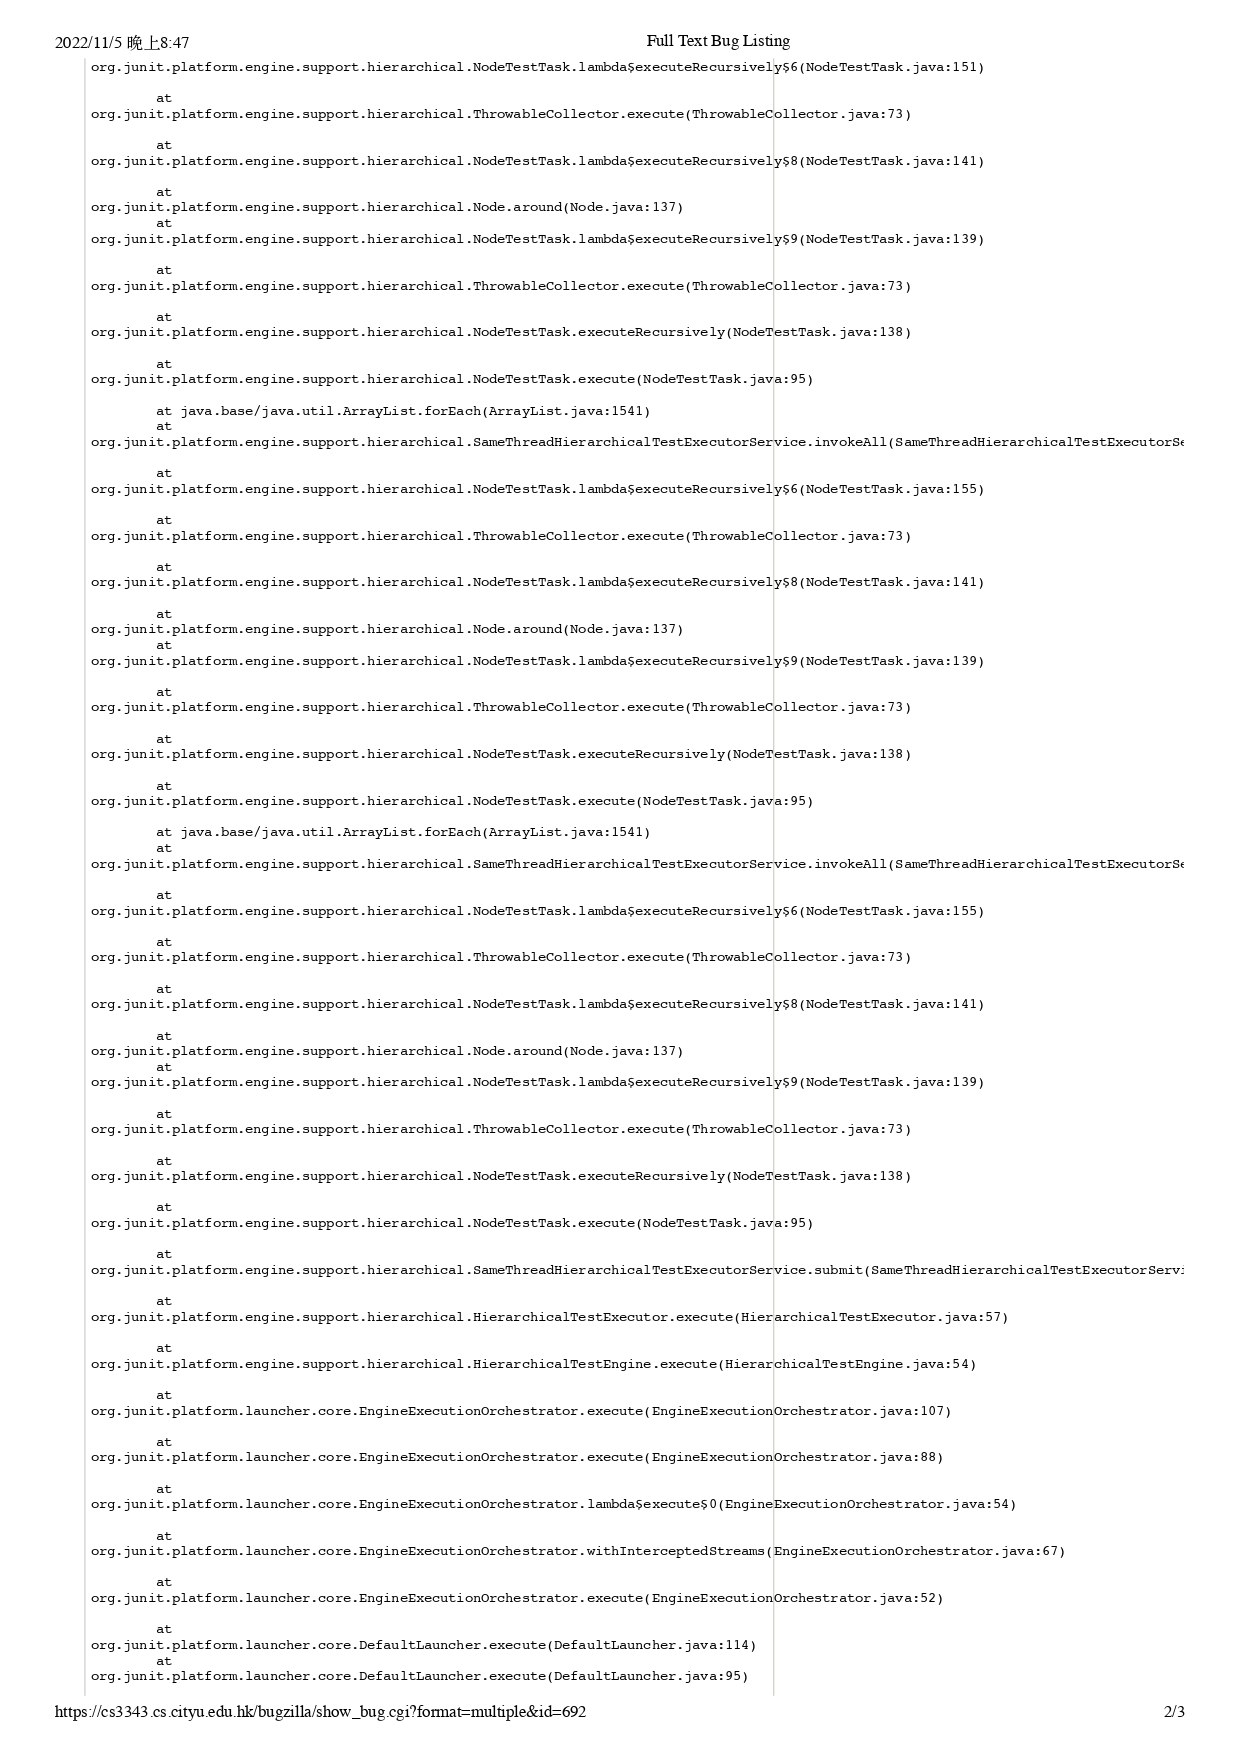 2022/11/5 晚上8:47
Full Text Bug Listing
org.junit.platform.engine.support.hierarchical.NodeTestTask.lambda$executeRecursively$6(NodeTestTask.java:151)
at
org.junit.platform.engine.support.hierarchical.ThrowableCollector.execute(ThrowableCollector.java:73)
at
org.junit.platform.engine.support.hierarchical.NodeTestTask.lambda$executeRecursively$8(NodeTestTask.java:141)
at
org.junit.platform.engine.support.hierarchical.Node.around(Node.java:137)
at
org.junit.platform.engine.support.hierarchical.NodeTestTask.lambda$executeRecursively$9(NodeTestTask.java:139)
at
org.junit.platform.engine.support.hierarchical.ThrowableCollector.execute(ThrowableCollector.java:73)
at
org.junit.platform.engine.support.hierarchical.NodeTestTask.executeRecursively(NodeTestTask.java:138)
at
org.junit.platform.engine.support.hierarchical.NodeTestTask.execute(NodeTestTask.java:95)
at java.base/java.util.ArrayList.forEach(ArrayList.java:1541)
at
org.junit.platform.engine.support.hierarchical.SameThreadHierarchicalTestExecutorService.invokeAll(SameThreadHierarchicalTestExecutorSe
at
org.junit.platform.engine.support.hierarchical.NodeTestTask.lambda$executeRecursively$6(NodeTestTask.java:155)
at
org.junit.platform.engine.support.hierarchical.ThrowableCollector.execute(ThrowableCollector.java:73)
at
org.junit.platform.engine.support.hierarchical.NodeTestTask.lambda$executeRecursively$8(NodeTestTask.java:141)
at
org.junit.platform.engine.support.hierarchical.Node.around(Node.java:137)
at
org.junit.platform.engine.support.hierarchical.NodeTestTask.lambda$executeRecursively$9(NodeTestTask.java:139)
at
org.junit.platform.engine.support.hierarchical.ThrowableCollector.execute(ThrowableCollector.java:73)
at
org.junit.platform.engine.support.hierarchical.NodeTestTask.executeRecursively(NodeTestTask.java:138)
at
org.junit.platform.engine.support.hierarchical.NodeTestTask.execute(NodeTestTask.java:95)
at java.base/java.util.ArrayList.forEach(ArrayList.java:1541)
at
org.junit.platform.engine.support.hierarchical.SameThreadHierarchicalTestExecutorService.invokeAll(SameThreadHierarchicalTestExecutorSe
at
org.junit.platform.engine.support.hierarchical.NodeTestTask.lambda$executeRecursively$6(NodeTestTask.java:155)
at
org.junit.platform.engine.support.hierarchical.ThrowableCollector.execute(ThrowableCollector.java:73)
at
org.junit.platform.engine.support.hierarchical.NodeTestTask.lambda$executeRecursively$8(NodeTestTask.java:141)
at
org.junit.platform.engine.support.hierarchical.Node.around(Node.java:137)
at
org.junit.platform.engine.support.hierarchical.NodeTestTask.lambda$executeRecursively$9(NodeTestTask.java:139)
at
org.junit.platform.engine.support.hierarchical.ThrowableCollector.execute(ThrowableCollector.java:73)
at
org.junit.platform.engine.support.hierarchical.NodeTestTask.executeRecursively(NodeTestTask.java:138)
at
org.junit.platform.engine.support.hierarchical.NodeTestTask.execute(NodeTestTask.java:95)
at
org.junit.platform.engine.support.hierarchical.SameThreadHierarchicalTestExecutorService.submit(SameThreadHierarchicalTestExecutorServi
at
org.junit.platform.engine.support.hierarchical.HierarchicalTestExecutor.execute(HierarchicalTestExecutor.java:57)
at
org.junit.platform.engine.support.hierarchical.HierarchicalTestEngine.execute(HierarchicalTestEngine.java:54)
at
org.junit.platform.launcher.core.EngineExecutionOrchestrator.execute(EngineExecutionOrchestrator.java:107)
at
org.junit.platform.launcher.core.EngineExecutionOrchestrator.execute(EngineExecutionOrchestrator.java:88)
at
org.junit.platform.launcher.core.EngineExecutionOrchestrator.lambda$execute$0(EngineExecutionOrchestrator.java:54)
at
org.junit.platform.launcher.core.EngineExecutionOrchestrator.withInterceptedStreams(EngineExecutionOrchestrator.java:67)
at
org.junit.platform.launcher.core.EngineExecutionOrchestrator.execute(EngineExecutionOrchestrator.java:52)
at
org.junit.platform.launcher.core.DefaultLauncher.execute(DefaultLauncher.java:114)
at
org.junit.platform.launcher.core.DefaultLauncher.execute(DefaultLauncher.java:95)
https://cs3343.cs.cityu.edu.hk/bugzilla/show_bug.cgi?format=multiple&id=692
2/3